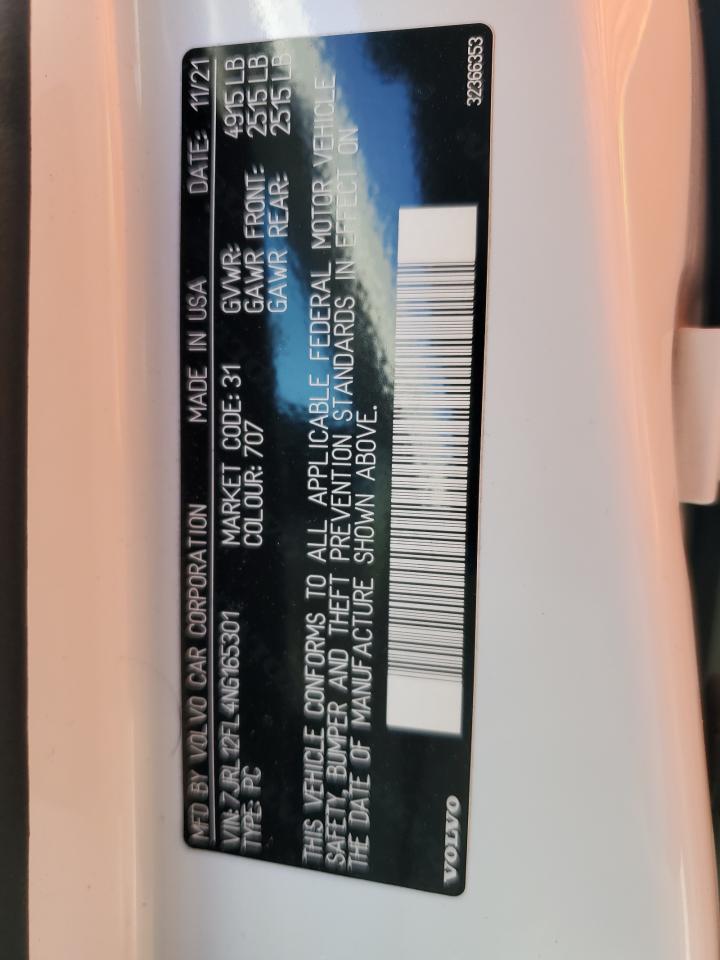 MFD BY VOLVO CAR CORPORATION MADE IN USA DATE: 11/21
VIN: 7JRL12FL4NG165301 MARKET CODE: 31 GVWR: 4915 LB
TYPE: PC COLOUR: 707 GAWR FRONT: 2515 LB
GAWR REAR: 2515 LB
THIS VEHICLE CONFORMS TO ALL APPLICABLE FEDERAL MOTOR VEHICLE
SAFETY, BUMPER AND THEFT PREVENTION STANDARDS IN EFFECT ON
THE DATE OF MANUFACTURE SHOWN ABOVE.
VOLVO 32366353